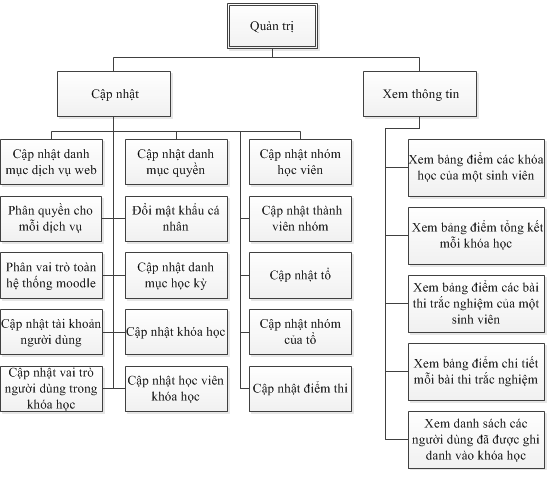 Quản trị
Cập nhật
Xem thông tin
Cập nhật danh
mục dịch vụ web
Cập nhật danh
mục quyền
Cập nhật nhóm
học viên
Xem bảng điểm các khóa
học của một sinh viên
Phân quyền cho
mỗi dịch vụ
Đổi mật khẩu cá
nhân
Cập nhật thành
viên nhóm
Xem bảng điểm tổng kết
mỗi khóa học
Phân vai trò toàn
hệ thống moodle
Cập nhật danh
mục học kỳ
Cập nhật tổ
Xem bảng điểm các bài
thi trắc nghiệm của một
sinh viên
Cập nhật tài khoản
người dùng
Cập nhật khóa học
Cập nhật nhóm
của tổ
Xem bảng điểm chi tiết
mỗi bài thi trắc nghiệm
Cập nhật vai trò
người dùng trong
khóa học
Cập nhật học viên
khóa học
Cập nhật điểm thi
Xem danh sách các
người dùng đã được ghi
danh vào khóa học